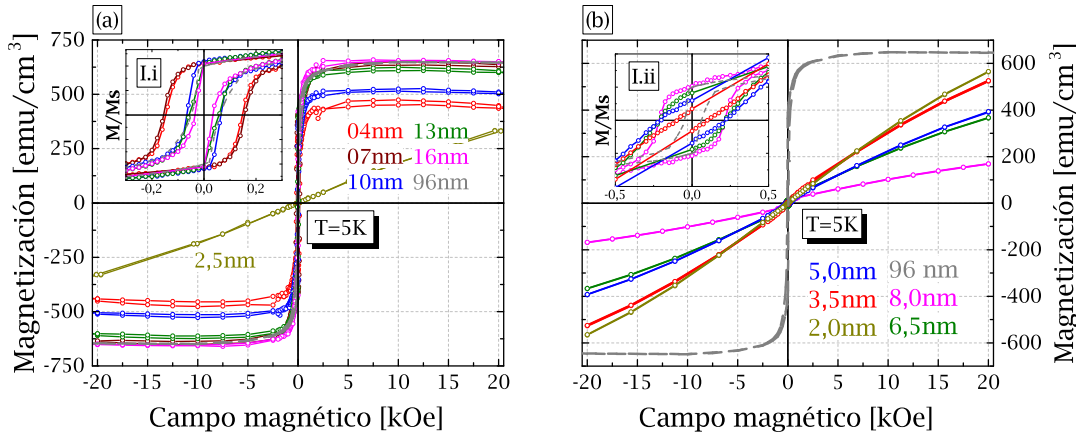 (a)
Magnetización [emu/cm³]
750
500
250
0
-250
-500
-750
-20 -15 -10 -5 0 5 10 15 20
Campo magnético [kOe]
I.i
M/Ms
-0,2 0,0 0,2
04nm 13nm
07nm 16nm
10nm 96nm
T=5K
2,5nm
(b)
I.ii
M/Ms
-0,5 0,0 0,5
T=5K
5,0nm 96 nm
3,5nm 8,0nm
2,0nm 6,5nm
-20 -15 -10 -5 0 5 10 15 20
Campo magnético [kOe]
600
400
200
0
-200
-400
-600
Magnetización [emu/cm³]